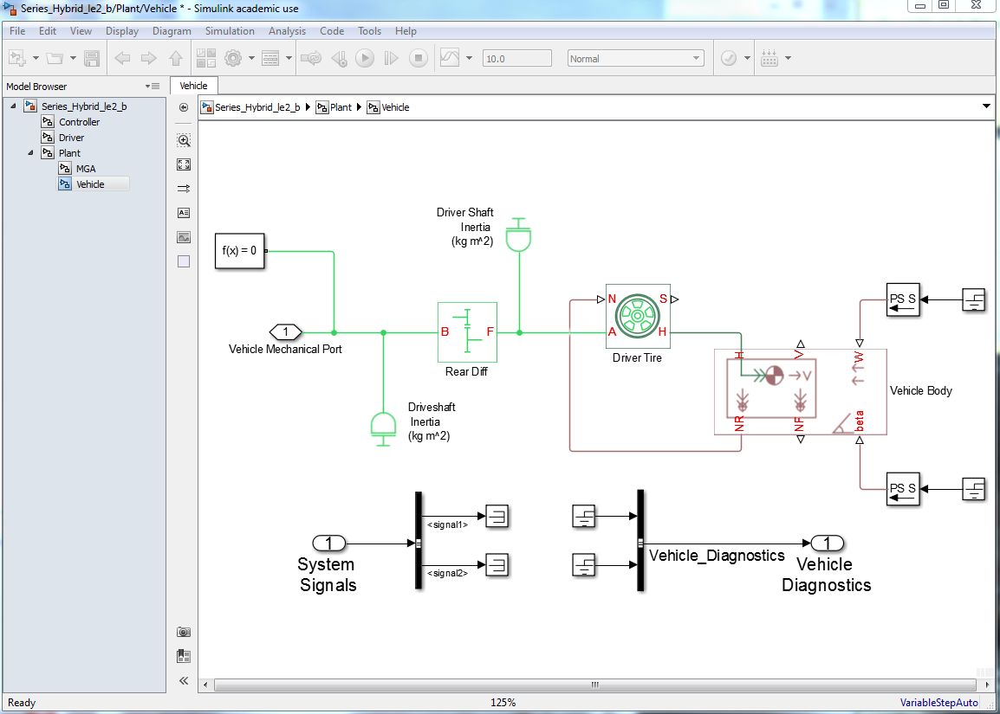 Series_Hybrid_le2_b/Plant/Vehicle * - Simulink academic use
File Edit View Display Diagram Simulation Analysis Code Tools Help
10.0
Normal
Model Browser
Vehicle
Series_Hybrid_le2_b
Controller
Driver
Plant
MGA
Vehicle
Series_Hybrid_le2_b Plant Vehicle
Driver Shaft
Inertia
(kg m^2)
f(x) = 0
1
Vehicle Mechanical Port
B F
Rear Diff
N S
A H
Driver Tire
PS S
H V W
V
NR NF beta
Vehicle Body
Driveshaft
Inertia
(kg m^2)
PS S
<signal1>
<signal2>
1
System
Signals
Vehicle_Diagnostics
1
Vehicle
Diagnostics
Ready
125%
VariableStepAuto